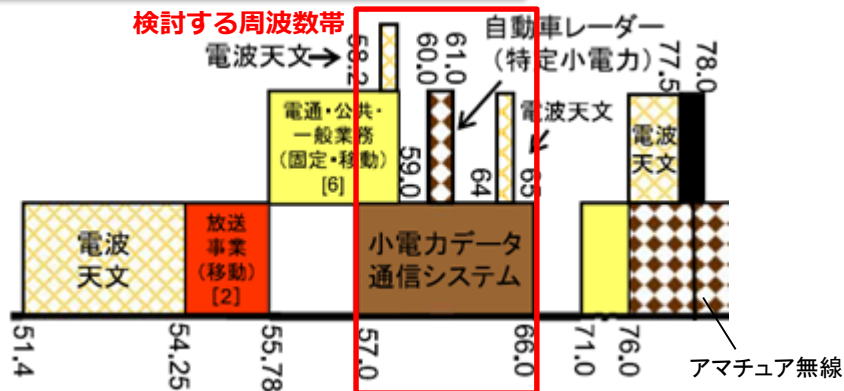 検討する周波数帯
電波天文→
58.2
60.0
61.0
自動車レーダー
(特定小電力)
77.5
78.0
電通・公共・
一般業務
(固定・移動)
[6]
59.0
64
65
電波天文
電波
天文
電波
天文
放送
事業
(移動)
[2]
小電力データ
通信システム
51.4
54.25
55.78
57.0
66.0
71.0
76.0
アマチュア無線